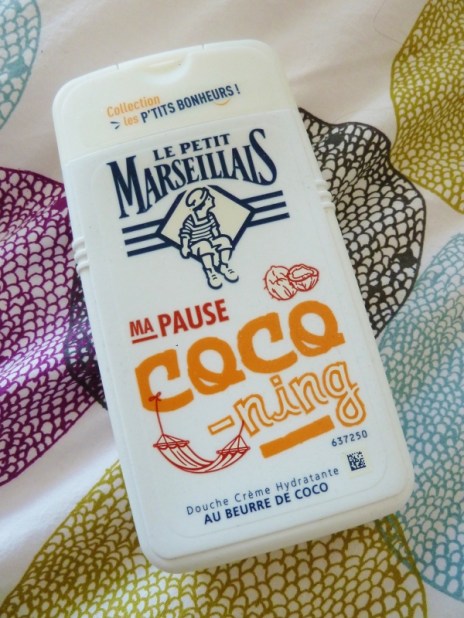 Collection
les P'TITS BONHEURS !
LE PETIT
MARSEILLAIS
MA PAUSE
COCO
-ning
637250
Douche Crème Hydratante
AU BEURRE DE COCO